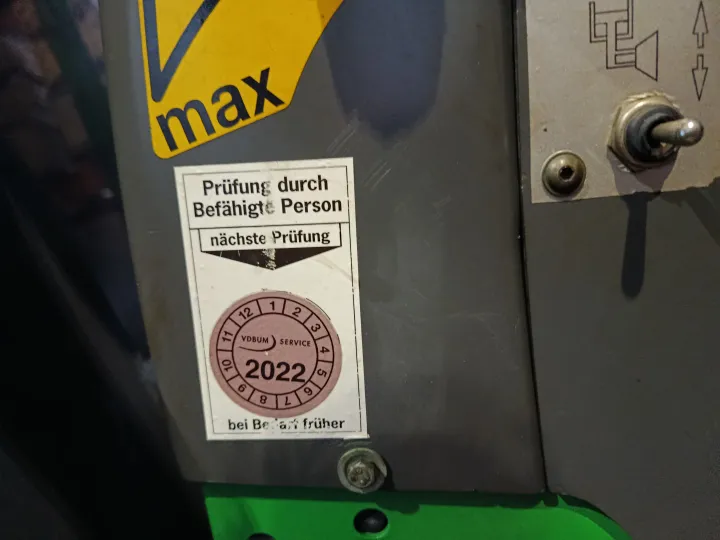 max
Prüfung durch
Befähigte Person
nächste Prüfung
12 1 2
11 3
VDBUM SERVICE
10 4
2022
9 5
8 7 6
bei Bedarf früher